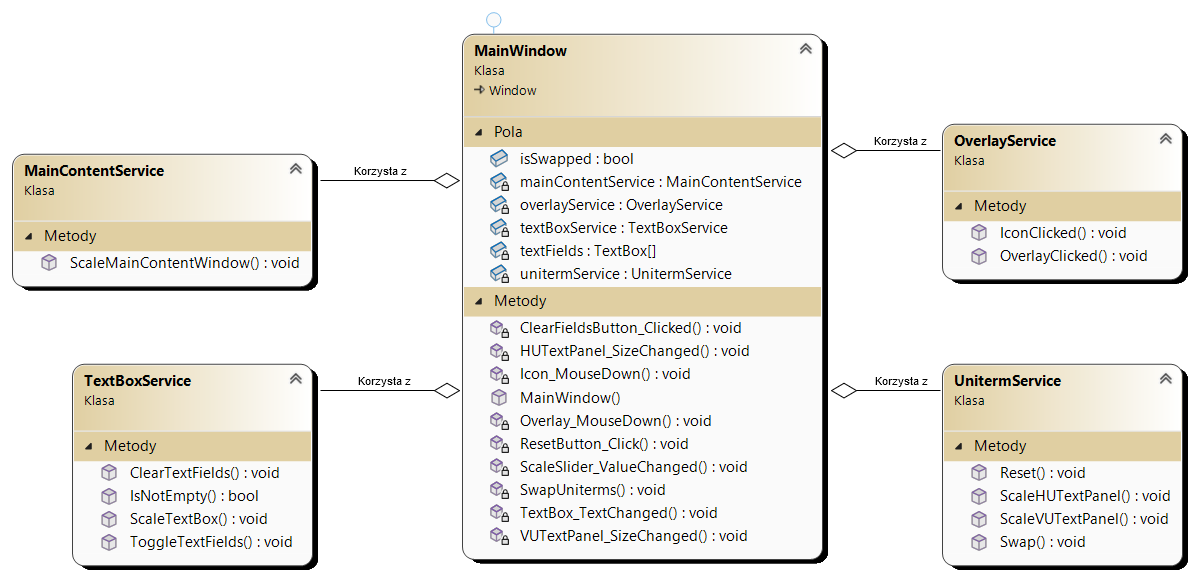 MainWindow
Klasa
Window
Pola
isSwapped : bool
mainContentService : MainContentService
overlayService : OverlayService
textBoxService : TextBoxService
textFields : TextBox[]
unitermService : UnitermService
Metody
ClearFieldsButton_Clicked() : void
HUTextPanel_SizeChanged() : void
Icon_MouseDown() : void
MainWindow()
Overlay_MouseDown() : void
ResetButton_Click() : void
ScaleSlider_ValueChanged() : void
SwapUniterms() : void
TextBox_TextChanged() : void
VUTextPanel_SizeChanged() : void
MainContentService
Klasa
Metody
ScaleMainContentWindow() : void
Korzysta z
TextBoxService
Klasa
Metody
ClearTextFields() : void
IsNotEmpty() : bool
ScaleTextBox() : void
ToggleTextFields() : void
Korzysta z
OverlayService
Klasa
Metody
IconClicked() : void
OverlayClicked() : void
Korzysta z
UnitermService
Klasa
Metody
Reset() : void
ScaleHUTextPanel() : void
ScaleVUTextPanel() : void
Swap() : void
Korzysta z